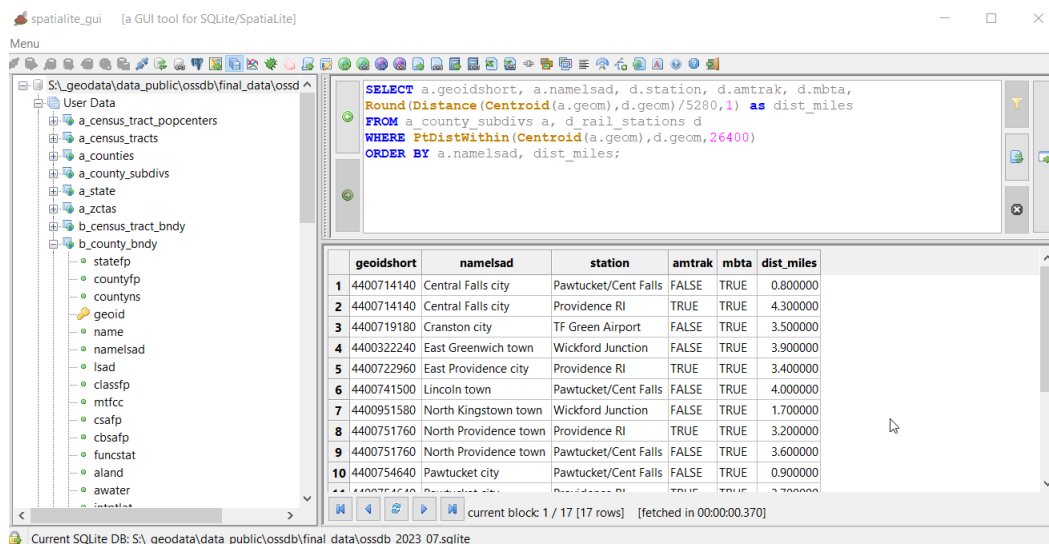 spatialite_gui [a GUI tool for SQLite/SpatiaLite]
Menu
S:\_geodata\data_public\ossdb\final_data\ossd
User Data
a_census_tract_popcenters
a_census_tracts
a_counties
a_county_subdivs
a_state
a_zctas
b_census_tract_bndy
b_county_bndy
statefp
countyfp
countyns
geoid
name
namelsad
lsad
classfp
mtfcc
csafp
cbsafp
funcstat
aland
awater
SELECT a.geoidshort, a.namelsad, d.station, d.amtrak, d.mbta,
Round(Distance(Centroid(a.geom),d.geom)/5280,1) as dist_miles
FROM a_county_subdivs a, d_rail_stations d
WHERE PtDistWithin(Centroid(a.geom),d.geom,26400)
ORDER BY a.namelsad, dist_miles;
geoidshort namelsad station amtrak mbta dist_miles
1 4400714140 Central Falls city Pawtucket/Cent Falls FALSE TRUE 0.800000
2 4400714140 Central Falls city Providence RI TRUE TRUE 4.300000
3 4400719180 Cranston city TF Green Airport FALSE TRUE 3.500000
4 4400322240 East Greenwich town Wickford Junction FALSE TRUE 3.900000
5 4400722960 East Providence city Providence RI TRUE TRUE 3.400000
6 4400741500 Lincoln town Pawtucket/Cent Falls FALSE TRUE 4.000000
7 4400951580 North Kingstown town Wickford Junction FALSE TRUE 1.700000
8 4400751760 North Providence town Providence RI TRUE TRUE 3.200000
9 4400751760 North Providence town Pawtucket/Cent Falls FALSE TRUE 3.600000
10 4400754640 Pawtucket city Pawtucket/Cent Falls FALSE TRUE 0.900000
current block: 1 / 17 [17 rows] [fetched in 00:00:00.370]
Current SQLite DB: S:\_geodata\data_public\ossdb\final_data\ossdb_2023_07.sqlite